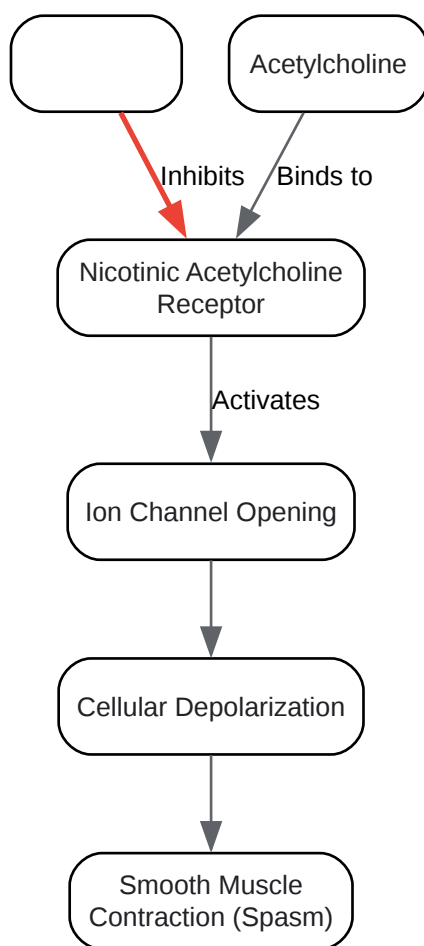 Acetylcholine
Inhibits
Binds to
Nicotinic Acetylcholine
Receptor
Activates
Ion Channel Opening
Cellular Depolarization
Smooth Muscle
Contraction (Spasm)